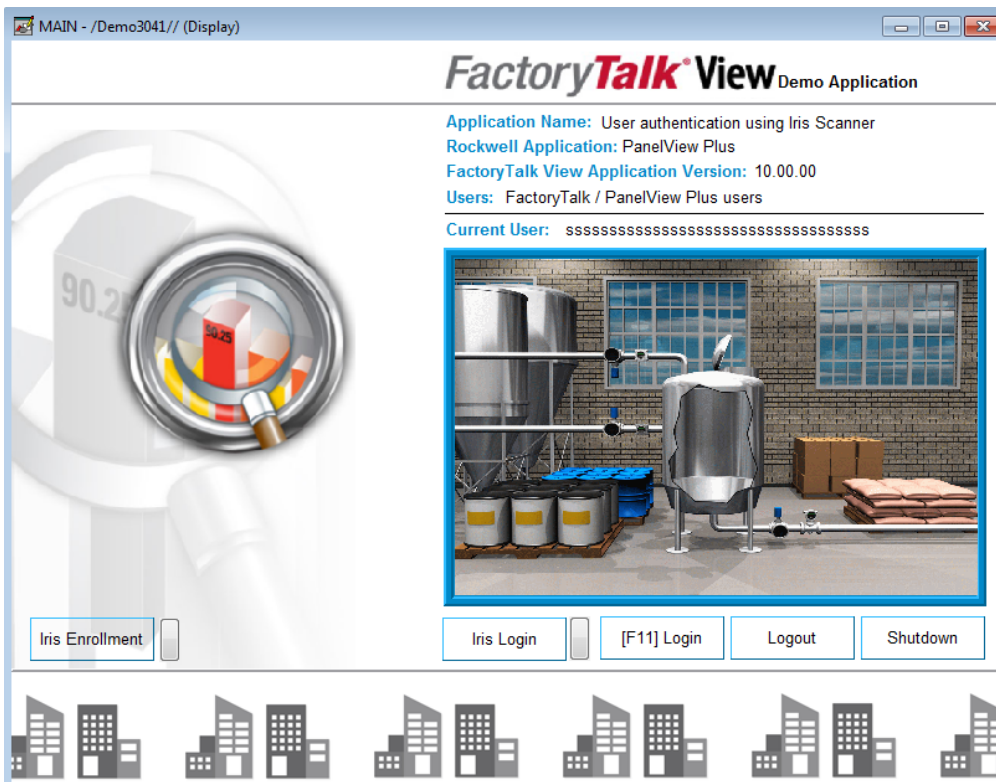 MAIN - /Demo3041// (Display)
FactoryTalk View Demo Application
Application Name: User authentication using Iris Scanner
Rockwell Application: PanelView Plus
FactoryTalk View Application Version: 10.00.00
Users: FactoryTalk / PanelView Plus users
Current User: sssssssssssssssssssssssssssssssssss
90.25
90.25
Iris Enrollment
Iris Login
[F11] Login
Logout
Shutdown